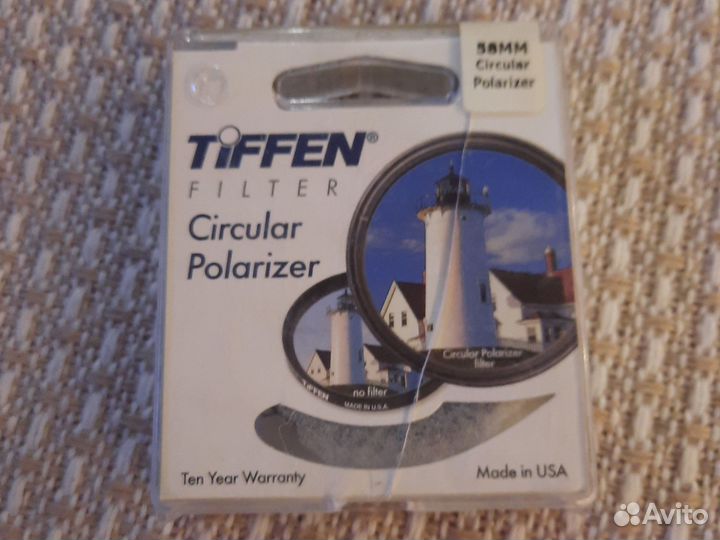 58MM
Circular
Polarizer
TiFFEN®
FILTER
Circular
Polarizer
Circular Polarizer
filter
no filter
TIFFEN
MADE IN U.S.A.
Ten Year Warranty
Made in USA
Avito